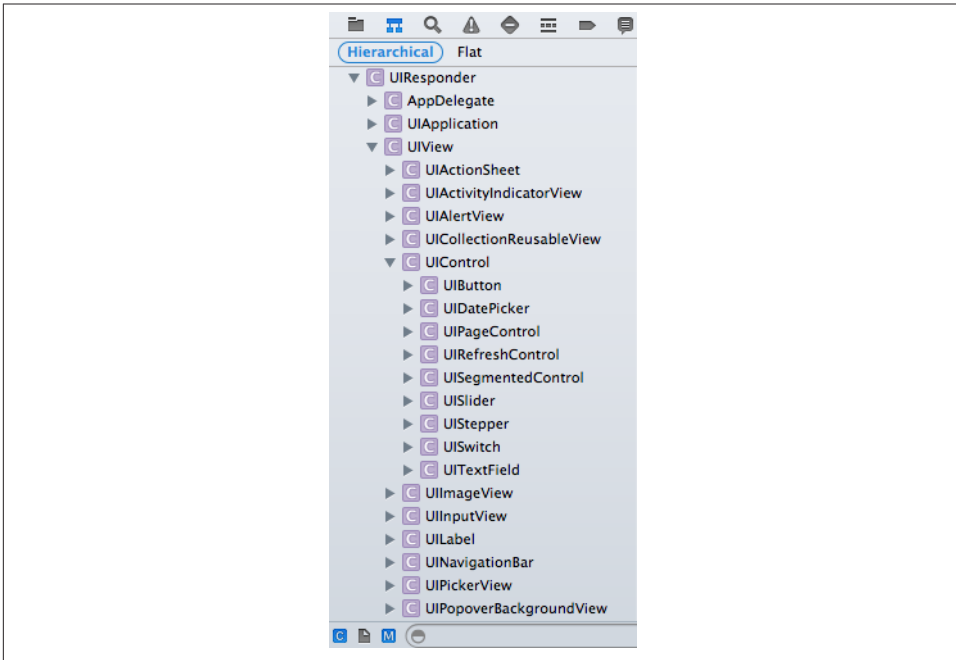 Hierarchical Flat
C UIResponder
C AppDelegate
C UIApplication
C UIView
C UIActionSheet
C UIActivityIndicatorView
C UIAlertView
C UICollectionReusableView
C UIControl
C UIButton
C UIDatePicker
C UIPageControl
C UIRefreshControl
C UISegmentedControl
C UISlider
C UIStepper
C UISwitch
C UITextField
C UIImageView
C UIInputView
C UILabel
C UINavigationBar
C UIPickerView
C UIPopoverBackgroundView
C M